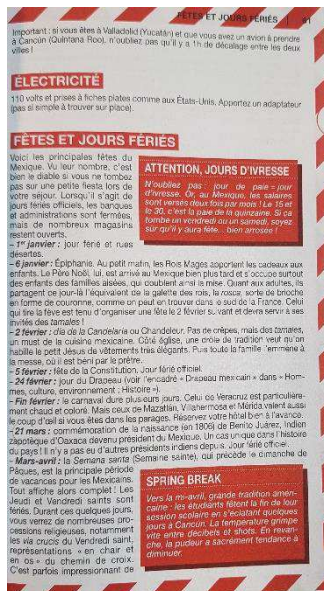 FÊTES ET JOURS FÉRIÉS | 61
Important : si vous êtes à Valladolid (Yucatán) et que vous avez un avion à prendre
à Cancún (Quintana Roo), n'oubliez pas qu'il y a 1h de décalage entre les deux
villes !
ÉLECTRICITÉ
110 volts et prises à fiches plates comme aux États-Unis. Apportez un adaptateur
(pas si simple à trouver sur place).
FÊTES ET JOURS FÉRIÉS
Voici les principales fêtes du
Mexique. Vu leur nombre, c'est
bien le diable si vous ne tombez
pas sur une petite fiesta lors de
votre séjour. Lorsqu'il s'agit de
jours fériés officiels, les banques
et administrations sont fermées,
mais de nombreux magasins
restent ouverts.
– 1er janvier : jour férié et rues
désertes.
ATTENTION, JOURS D'IVRESSE
N'oubliez pas : jour de paie = jour
d'ivresse. Or, au Mexique, les salaires
sont versés deux fois par mois ! Le 15 et
le 30, c'est la paie de la quinzaine. Si ça
tombe un vendredi ou un samedi, soyez
sûr qu'il y aura fête... bien arrosée !
– 6 janvier : Épiphanie. Au petit matin, les Rois Mages apportent les cadeaux aux
enfants. Le Père Noël, lui, est arrivé au Mexique bien plus tard et s'occupe surtout
des enfants des familles aisées, qui doublent ainsi la mise. Quant aux adultes, ils
partagent ce jour-là l'équivalent de la galette des rois, la rosca, sorte de brioche
en forme de couronne, comme on peut en trouver dans le sud de la France. Celui
qui tire la fève est tenu d'organiser une fête le 2 février suivant et devra servir à ses
invités des tamales !
– 2 février : día de la Candelaria ou Chandeleur. Pas de crêpes, mais des tamales,
un must de la cuisine mexicaine. Côté église, une drôle de tradition veut qu'on
habille le petit Jésus de vêtements très élégants. Puis toute la famille l'emmène à
la messe, où il est béni par le prêtre.
– 5 février : fête de la Constitution. Jour férié officiel.
– 24 février : jour du Drapeau (voir l'encadré « Drapeau mexicain » dans « Hom-
mes, culture, environnement ; Histoire »).
– Fin février : le carnaval dure plusieurs jours. Celui de Veracruz est particulière-
ment chaud et coloré. Mais ceux de Mazatlán, Villahermosa et Mérida valent aussi
le coup d'œil si vous êtes dans les parages. Réservez votre hôtel bien à l'avance.
– 21 mars : commémoration de la naissance (en 1806) de Benito Juárez, Indien
zapotèque d'Oaxaca devenu président du Mexique. Un cas unique dans l'histoire
du pays ! Il n'y a pas eu d'autres présidents indiens depuis. Jour férié officiel.
– Mars-avril : la Semana santa (Semaine sainte), qui précède le dimanche de
Pâques, est la principale période
de vacances pour les Mexicains.
Tout affiche alors complet ! Les
Jeudi et Vendredi saints sont
fériés. Durant ces quelques jours,
vous verrez de nombreuses pro-
cessions religieuses, notamment
les via crucis du Vendredi saint,
représentations « en chair et
en os » du chemin de croix.
C'est parfois impressionnant de
SPRING BREAK
Vers la mi-avril, grande tradition améri-
caine : les étudiants fêtent la fin de leur
session scolaire en s'éclatant quelques
jours à Cancún. La température grimpe
vite entre décibels et shots. En revan-
che, la pudeur a sacrément tendance à
diminuer.